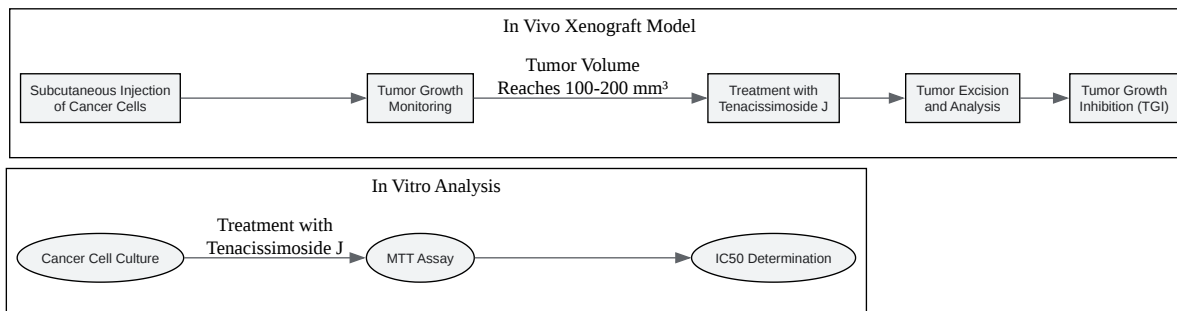 In Vivo Xenograft Model
Subcutaneous Injection
of Cancer Cells
Tumor Growth
Monitoring
Tumor Volume
Reaches 100-200 mm³
Treatment with
Tenacissimoside J
Tumor Excision
and Analysis
Tumor Growth
Inhibition (TGI)
In Vitro Analysis
Cancer Cell Culture
Treatment with
Tenacissimoside J
MTT Assay
IC50 Determination